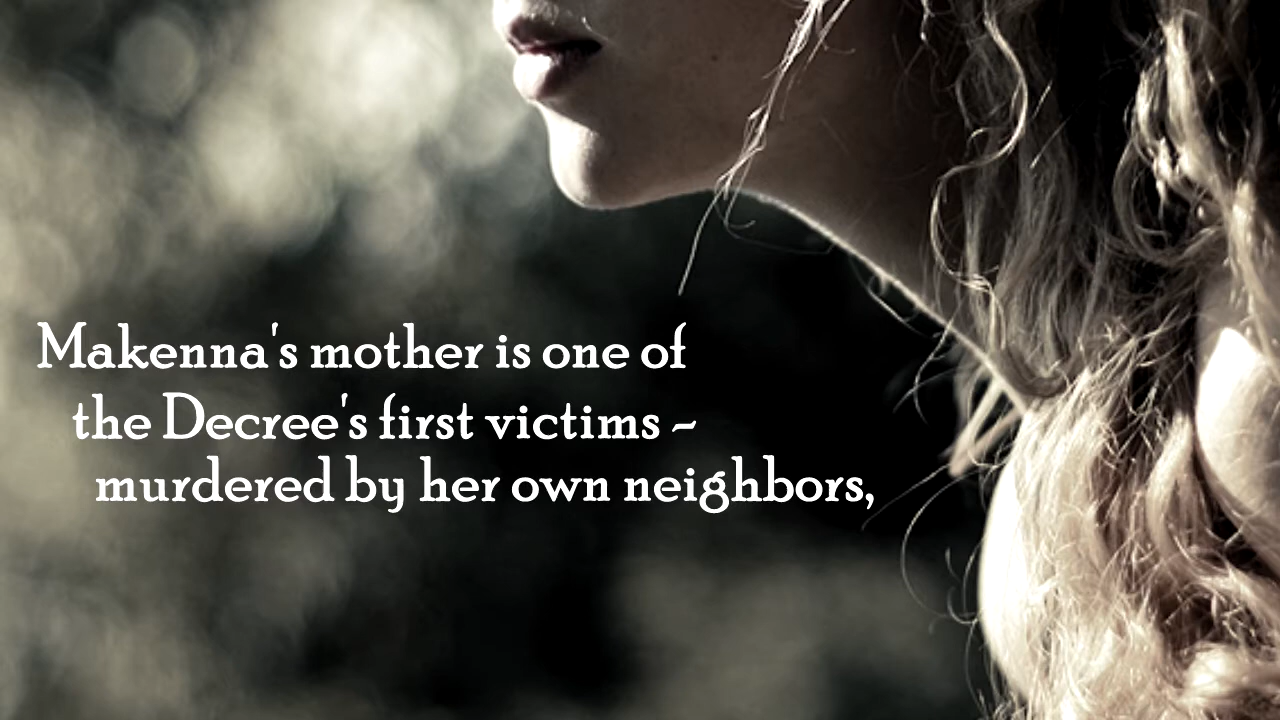 Makenna's mother is one of
the Decree's first victims -
murdered by her own neighbors,